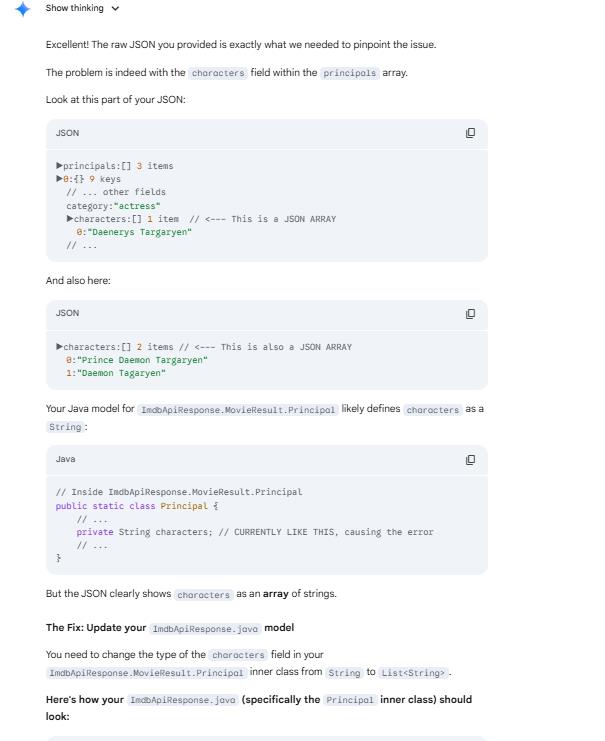 Show thinking
Excellent! The raw JSON you provided is exactly what we needed to pinpoint the issue.
The problem is indeed with the characters field within the principals array.
Look at this part of your JSON:
JSON
▶principals:[] 3 items
▶0:{} 9 keys
// ... other fields
category:"actress"
▶characters:[] 1 item  // <--- This is a JSON ARRAY
0:"Daenerys Targaryen"
// ...
And also here:
JSON
▶characters:[] 2 items // <--- This is also a JSON ARRAY
0:"Prince Daemon Targaryen"
1:"Daemon Tagaryen"
Your Java model for ImdbApiResponse.MovieResult.Principal likely defines characters as a
String :
Java
// Inside ImdbApiResponse.MovieResult.Principal
public static class Principal {
// ...
private String characters; // CURRENTLY LIKE THIS, causing the error
// ...
}
But the JSON clearly shows characters as an array of strings.
The Fix: Update your ImdbApiResponse.java model
You need to change the type of the characters field in your
ImdbApiResponse.MovieResult.Principal inner class from String to List<String>.
Here's how your ImdbApiResponse.java (specifically the Principal inner class) should
look: